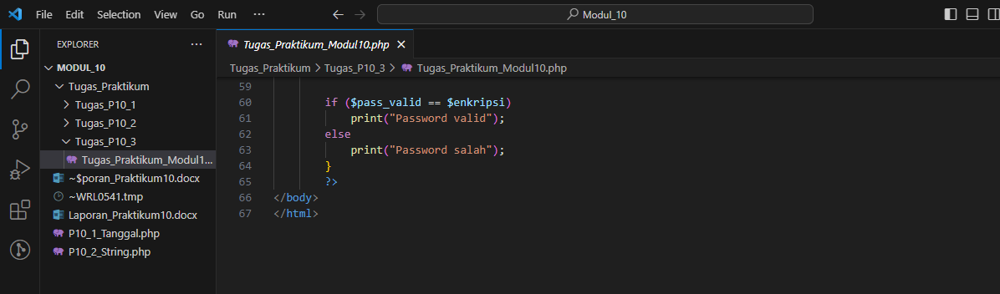 File Edit Selection View Go Run ··· Modul_10
EXPLORER ···
MODUL_10
Tugas_Praktikum
Tugas_P10_1
Tugas_P10_2
Tugas_P10_3
Tugas_Praktikum_Modul1...
~$poran_Praktikum10.docx
~WRL0541.tmp
Laporan_Praktikum10.docx
P10_1_Tanggal.php
P10_2_String.php
Tugas_Praktikum_Modul10.php
Tugas_Praktikum > Tugas_P10_3 > Tugas_Praktikum_Modul10.php
59
60 if ($pass_valid == $enkripsi)
61 print("Password valid");
62 else
63 print("Password salah");
64 }
65 ?>
66 </body>
67 </html>